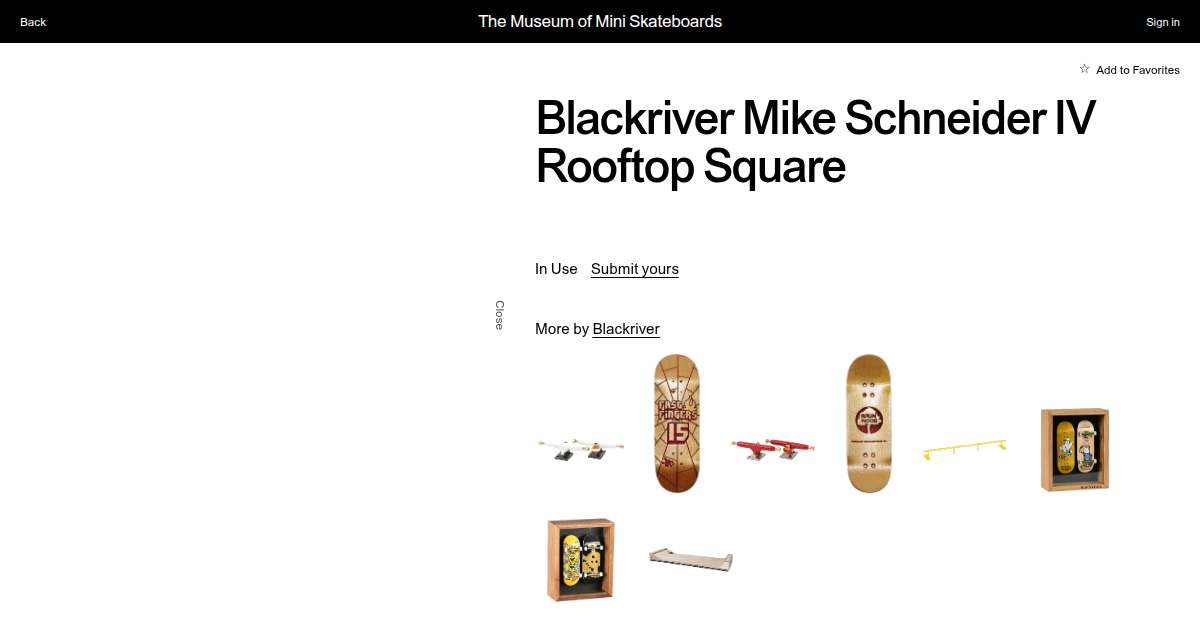 Back
The Museum of Mini Skateboards
Sign in
☆ Add to Favorites
Blackriver Mike Schneider IV
Rooftop Square
In Use Submit yours
Close
More by Blackriver
FINGERS
15